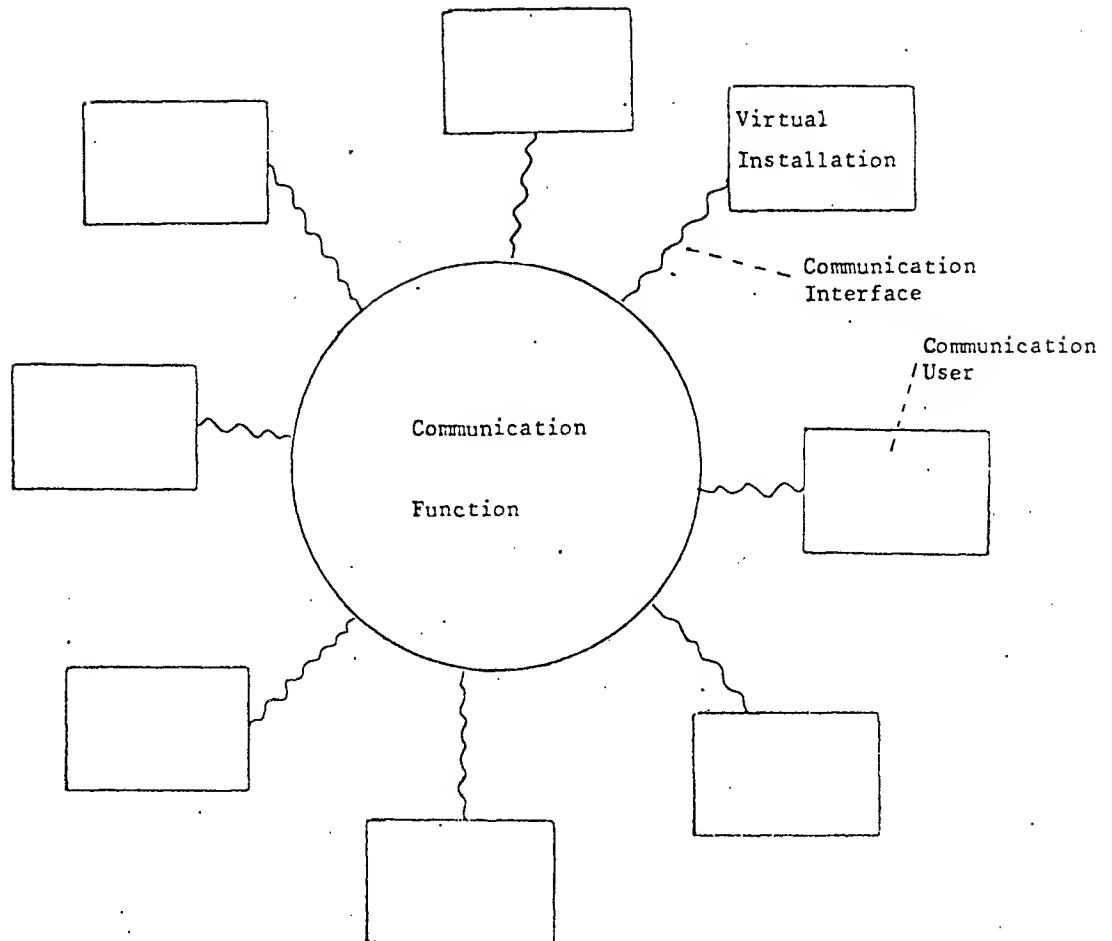 Virtual
Installation
Communication
Interface
Communication
User
Communication
Function